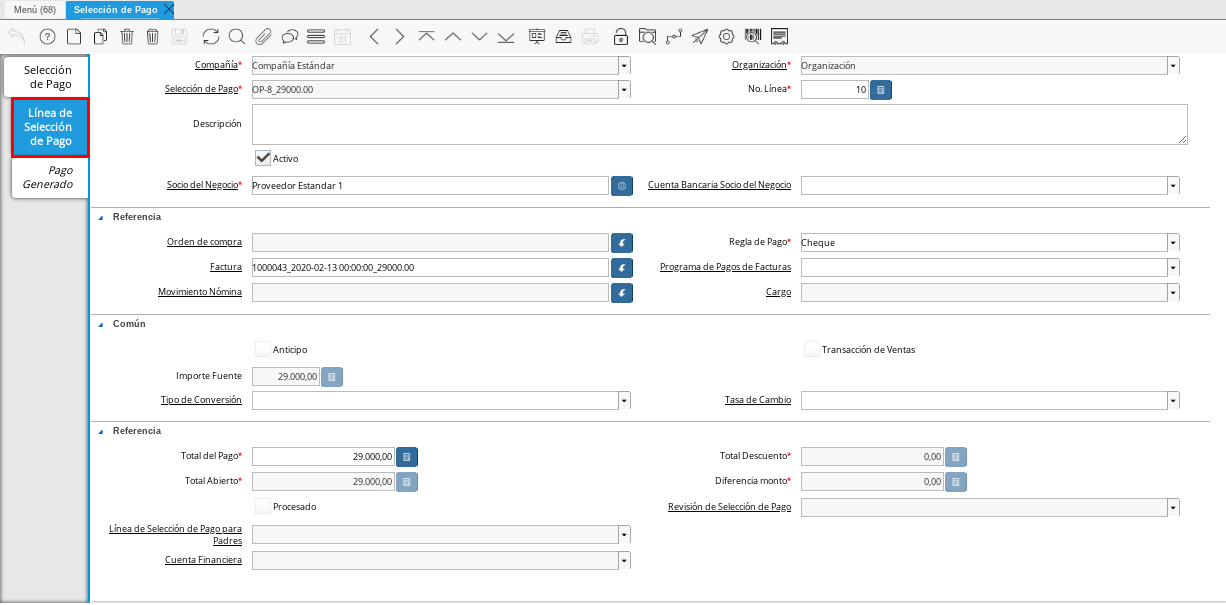 Menú (68)
Selección de Pago
31
Selección
de Pago
Línea de
Selección
de Pago
Pago
Generado
Compañía* Compañía Estándar
Organización* Organización
Selección de Pago* OP-8_29000.00
No. Línea* 10
Descripción
Activo
Socio del Negocio* Proveedor Estandar 1
Cuenta Bancaria Socio del Negocio
Referencia
Orden de compra
Regla de Pago* Cheque
Factura 1000043_2020-02-13 00:00:00_29000.00
Programa de Pagos de Facturas
Movimiento Nómina
Cargo
Común
Anticipo
Transacción de Ventas
Importe Fuente 29.000,00
Tipo de Conversión
Tasa de Cambio
Referencia
Total del Pago* 29.000,00
Total Descuento* 0,00
Total Abierto* 29.000,00
Diferencia monto* 0,00
Procesado
Revisión de Selección de Pago
Línea de Selección de Pago para
Padres
Cuenta Financiera